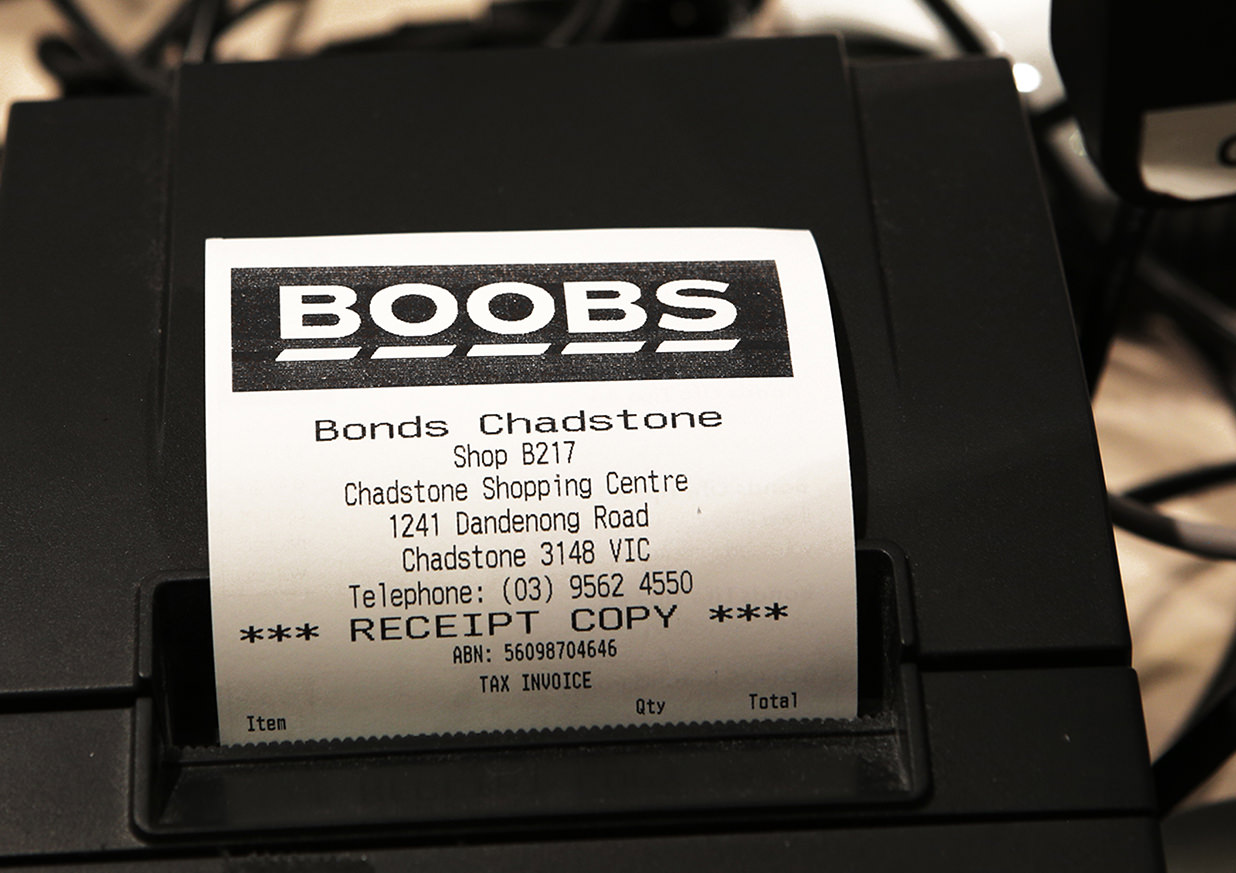 BOOBS
Bonds Chadstone
Shop B217
Chadstone Shopping Centre
1241 Dandenong Road
Chadstone 3148 VIC
Telephone: (03) 9562 4550
*** RECEIPT COPY ***
ABN: 56098704646
TAX INVOICE
Item Qty Total